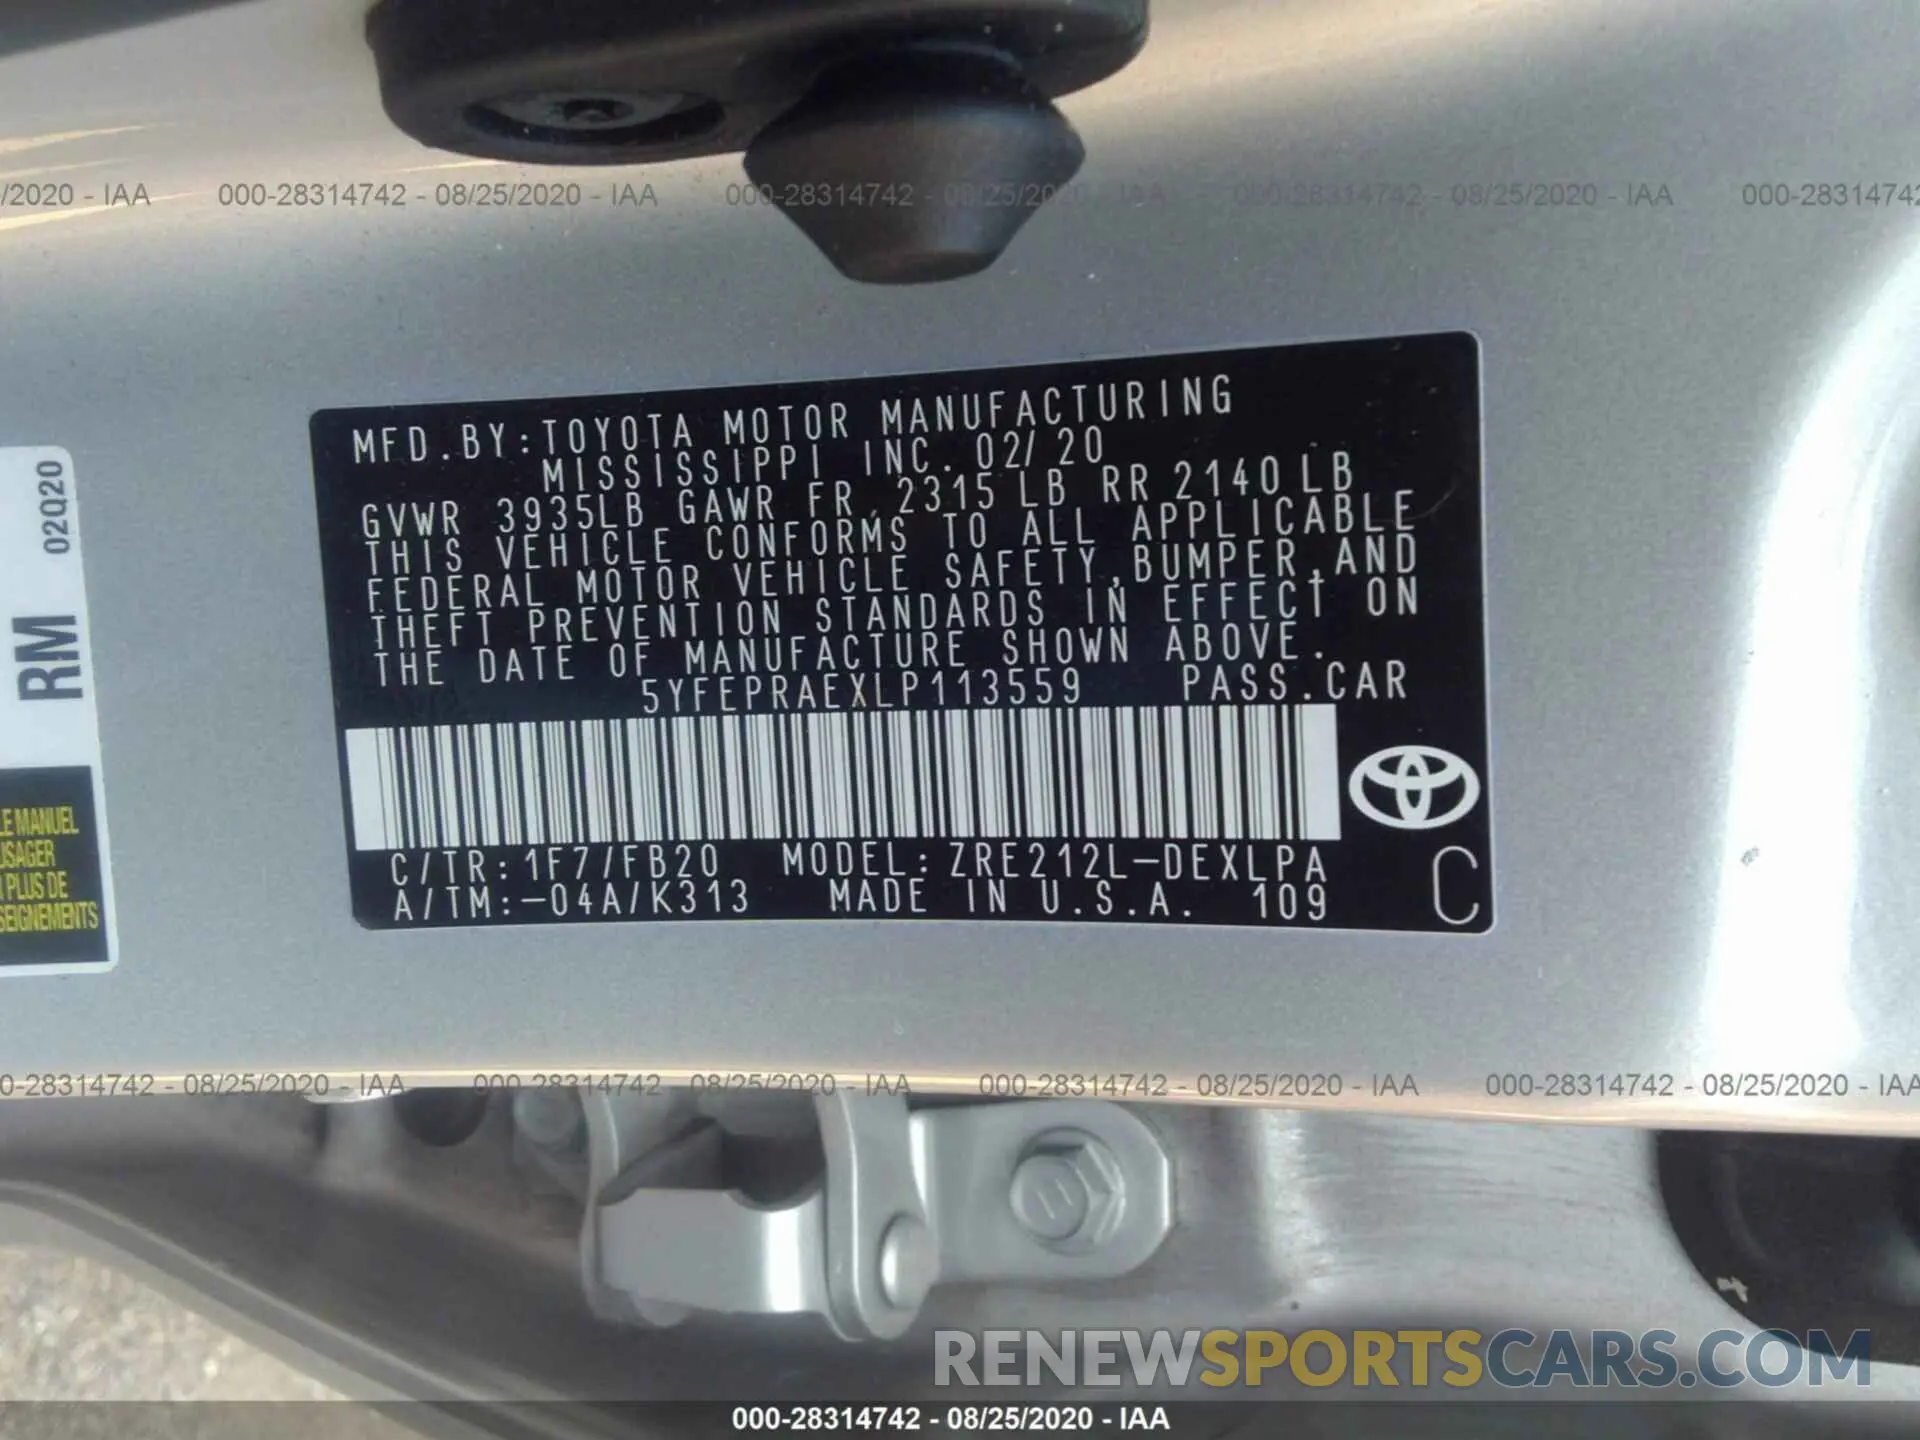 /2020 - IAA 000-28314742 - 08/25/2020 - IAA 000-28314742 - 08/25/2020 - IAA 000-28314742 - 08/25/2020 - IAA 000-28314742
MFD.BY:TOYOTA MOTOR MANUFACTURING
MISSISSIPPI INC. 02/20
GVWR 3935LB GAWR FR. 2315LB RR 2140LB
THIS VEHICLE CONFORMS TO ALL APPLICABLE
FEDERAL MOTOR VEHICLE SAFETY,BUMPER,AND
THEFT PREVENTION STANDARDS IN EFFECT ON
THE DATE OF MANUFACTURE SHOWN ABOVE.
5YFEPRAEXLP113559 PASS.CAR
C/TR:1F7/FB20 MODEL:ZRE212L-DEXLPA
A/TM:-04A/K313 MADE IN U.S.A. 109
C
02Q20
RM
LE MANUEL
USAGER
PLUS DE
SEIGNEMENTS
0-28314742 - 08/25/2020 - IAA 000-28314742 - 08/25/2020 - IAA 000-28314742 - 08/25/2020 - IAA 000-28314742 - 08/25/2020 - IAA
RENEWSPORTSCARS.COM
000-28314742 - 08/25/2020 - IAA